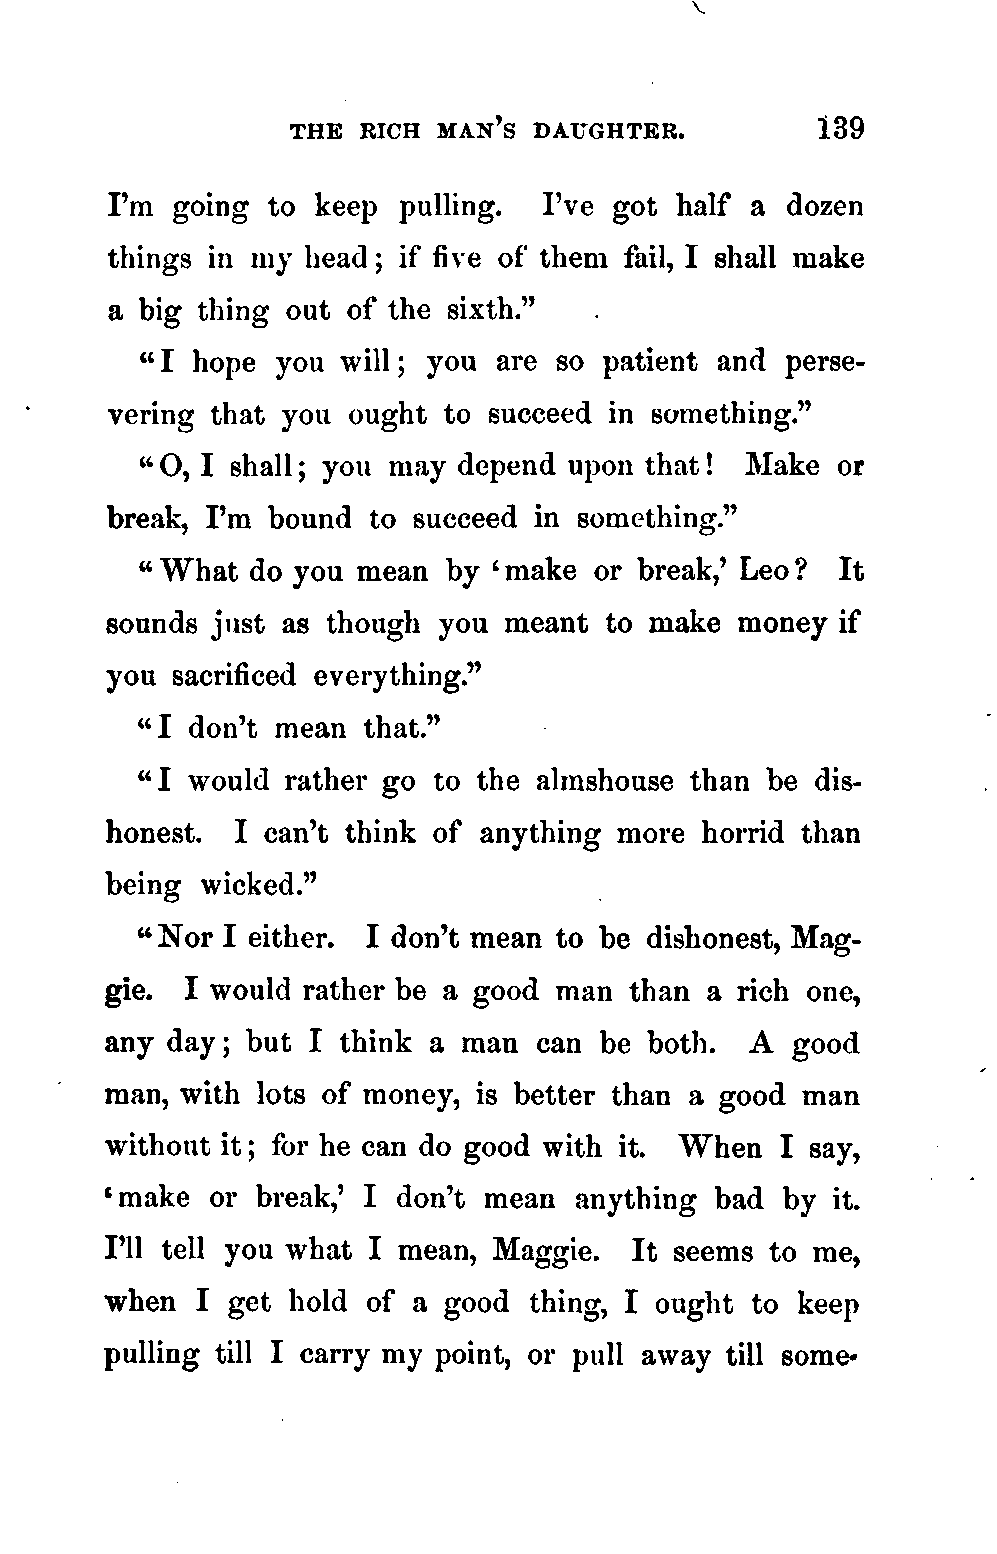 THE RICH MAN'S DAUGHTER. 139
I'm going to keep pulling. I've got half a dozen
things in my head; if five of them fail, I shall make
a big thing out of the sixth."
"I hope you will; you are so patient and perse-
vering that you ought to succeed in something."
"O, I shall; you may depend upon that! Make or
break, I'm bound to succeed in something."
"What do you mean by 'make or break,' Leo? It
sounds just as though you meant to make money if
you sacrificed everything."
"I don't mean that."
"I would rather go to the almshouse than be dis-
honest. I can't think of anything more horrid than
being wicked."
"Nor I either. I don't mean to be dishonest, Mag-
gie. I would rather be a good man than a rich one,
any day; but I think a man can be both. A good
man, with lots of money, is better than a good man
without it; for he can do good with it. When I say,
'make or break,' I don't mean anything bad by it.
I'll tell you what I mean, Maggie. It seems to me,
when I get hold of a good thing, I ought to keep
pulling till I carry my point, or pull away till some-